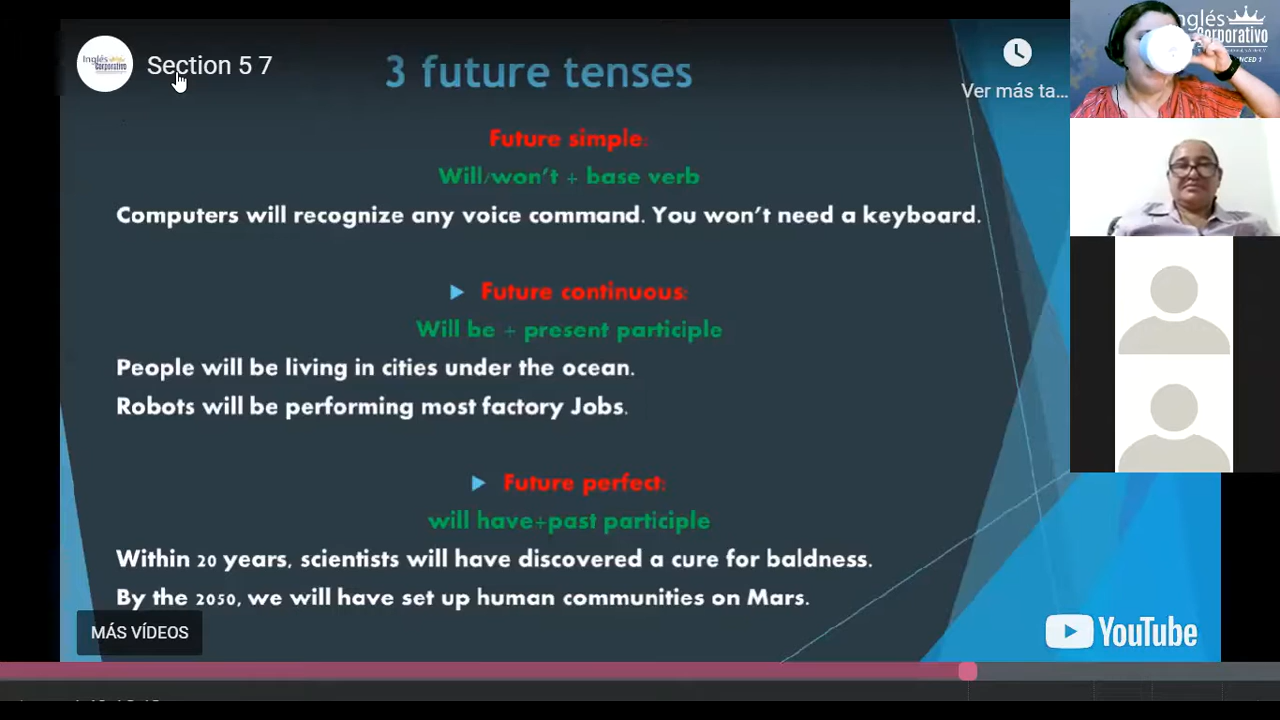 Section 5 7
3 future tenses
Ver más ta...
Future simple:
Will/won't + base verb
Computers will recognize any voice command. You won't need a keyboard.
Future continuous:
Will be + present participle
People will be living in cities under the ocean.
Robots will be performing most factory Jobs.
Future perfect:
will have+past participle
Within 20 years, scientists will have discovered a cure for baldness.
By the 2050, we will have set up human communities on Mars.
MÁS VÍDEOS
YouTube
Inglés
Corporativo